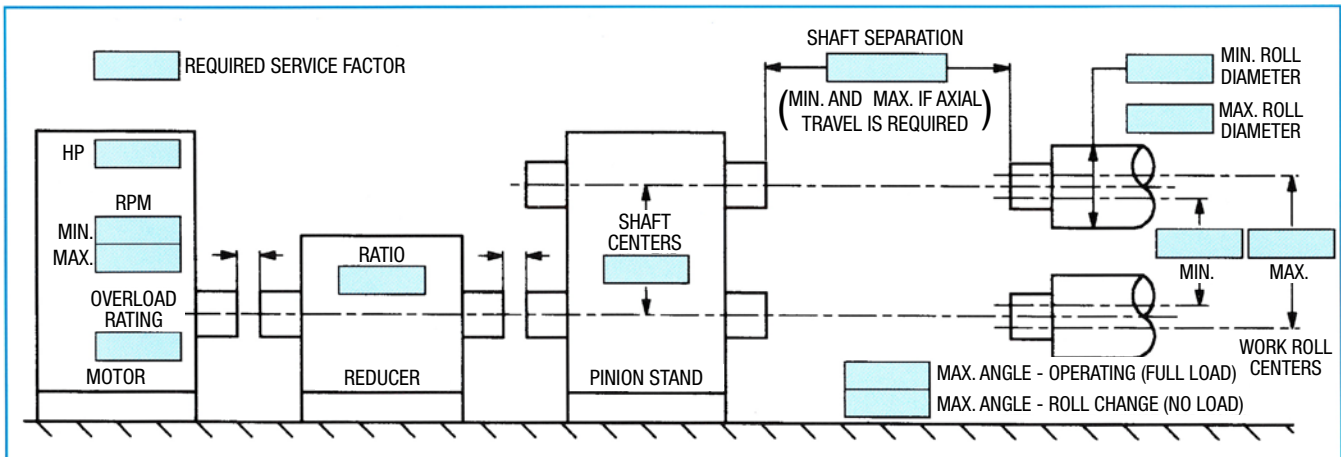 REQUIRED SERVICE FACTOR
SHAFT SEPARATION
(MIN. AND MAX. IF AXIAL
TRAVEL IS REQUIRED)
MIN. ROLL
DIAMETER
MAX. ROLL
DIAMETER
HP
RPM
MIN.
MAX.
OVERLOAD
RATING
MOTOR
RATIO
REDUCER
SHAFT
CENTERS
PINION STAND
MIN.
MAX.
WORK ROLL
CENTERS
MAX. ANGLE - OPERATING (FULL LOAD)
MAX. ANGLE - ROLL CHANGE (NO LOAD)